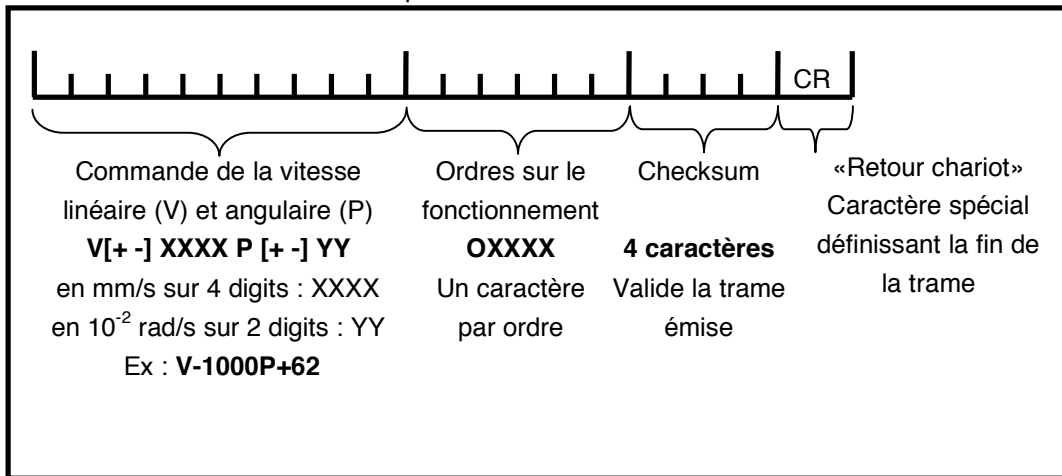 CR
Commande de la vitesse
linéaire (V) et angulaire (P)
V[+ -] XXXX P [+ -] YY
en mm/s sur 4 digits : XXXX
en 10-2 rad/s sur 2 digits : YY
Ex : V-1000P+62
Ordres sur le
fonctionnement
OXXXX
Un caractère
par ordre
Checksum
4 caractères
Valide la trame
émise
«Retour chariot»
Caractère spécial
définissant la fin de
la trame